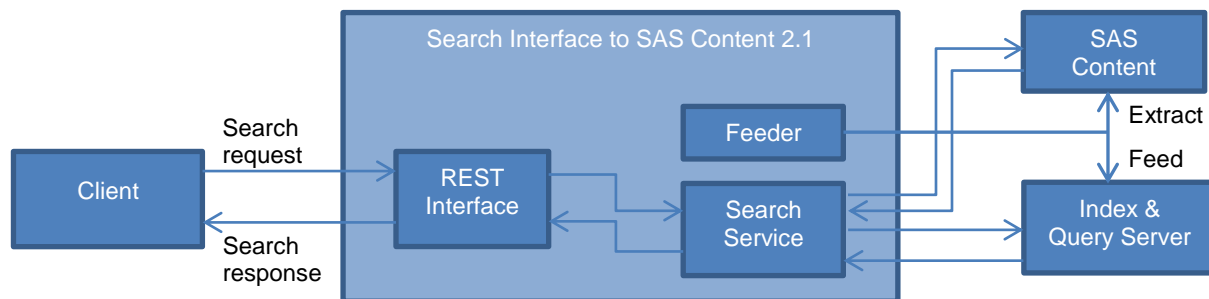 Search Interface to SAS Content 2.1
SAS
Content
Search
request
Feeder
Extract
Feed
Client
REST
Interface
Search
Service
Index &
Query Server
Search
response